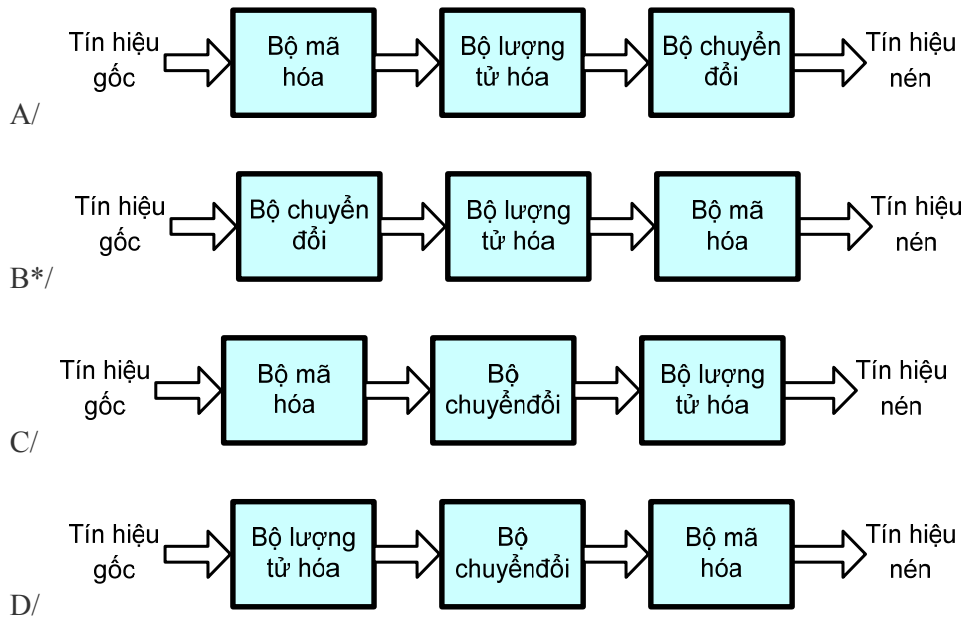 Tín hiệu gốc
Bộ mã hóa
Bộ lượng tử hóa
Bộ chuyển đổi
Tín hiệu nén
A/
Tín hiệu gốc
Bộ chuyển đổi
Bộ lượng tử hóa
Bộ mã hóa
Tín hiệu nén
B*/
Tín hiệu gốc
Bộ mã hóa
Bộ chuyểnđổi
Bộ lượng tử hóa
Tín hiệu nén
C/
Tín hiệu gốc
Bộ lượng tử hóa
Bộ chuyểnđổi
Bộ mã hóa
Tín hiệu nén
D/